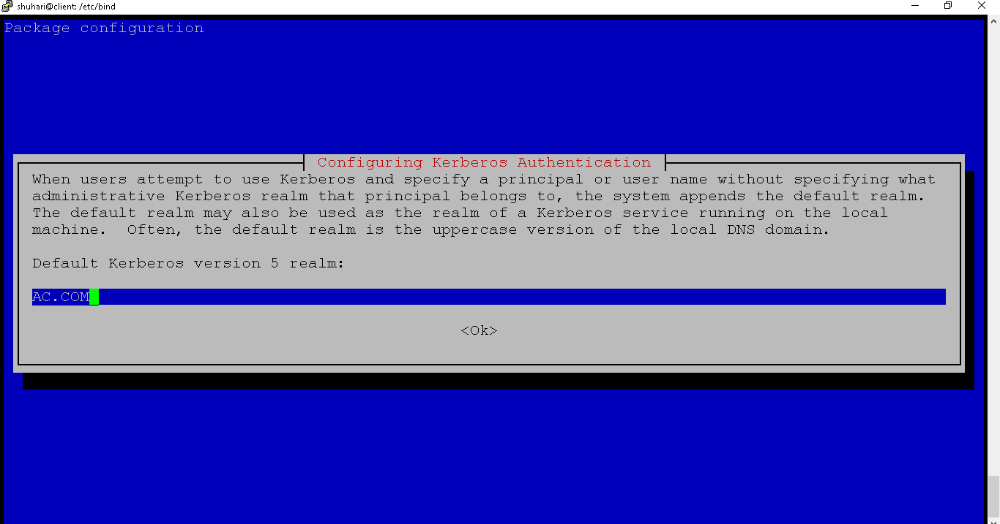 shuhari@client: /etc/bind
Package configuration
Configuring Kerberos Authentication
When users attempt to use Kerberos and specify a principal or user name without specifying what
administrative Kerberos realm that principal belongs to, the system appends the default realm.
The default realm may also be used as the realm of a Kerberos service running on the local
machine.  Often, the default realm is the uppercase version of the local DNS domain.
Default Kerberos version 5 realm:
AC.COM
<Ok>